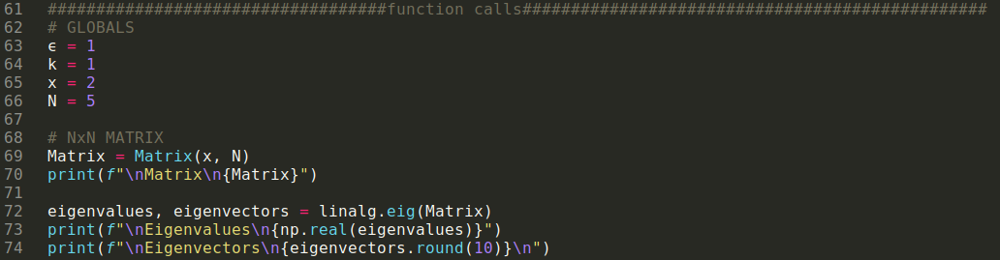 61 ###################################function calls################################################
62 # GLOBALS
63 ϵ = 1
64 k = 1
65 x = 2
66 N = 5
67
68 # NxN MATRIX
69 Matrix = Matrix(x, N)
70 print(f"\nMatrix\n{Matrix}")
71
72 eigenvalues, eigenvectors = linalg.eig(Matrix)
73 print(f"\nEigenvalues\n{np.real(eigenvalues)}")
74 print(f"\nEigenvectors\n{eigenvectors.round(10)}\n")